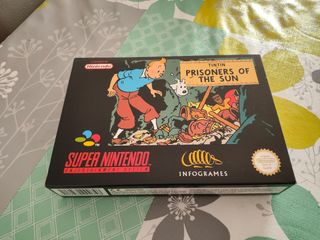 Nintendo
TINTIN
PRISONERS OF
THE SUN
SUPER NINTENDO
ENTERTAINMENT SYSTEM
INFOGRAMES